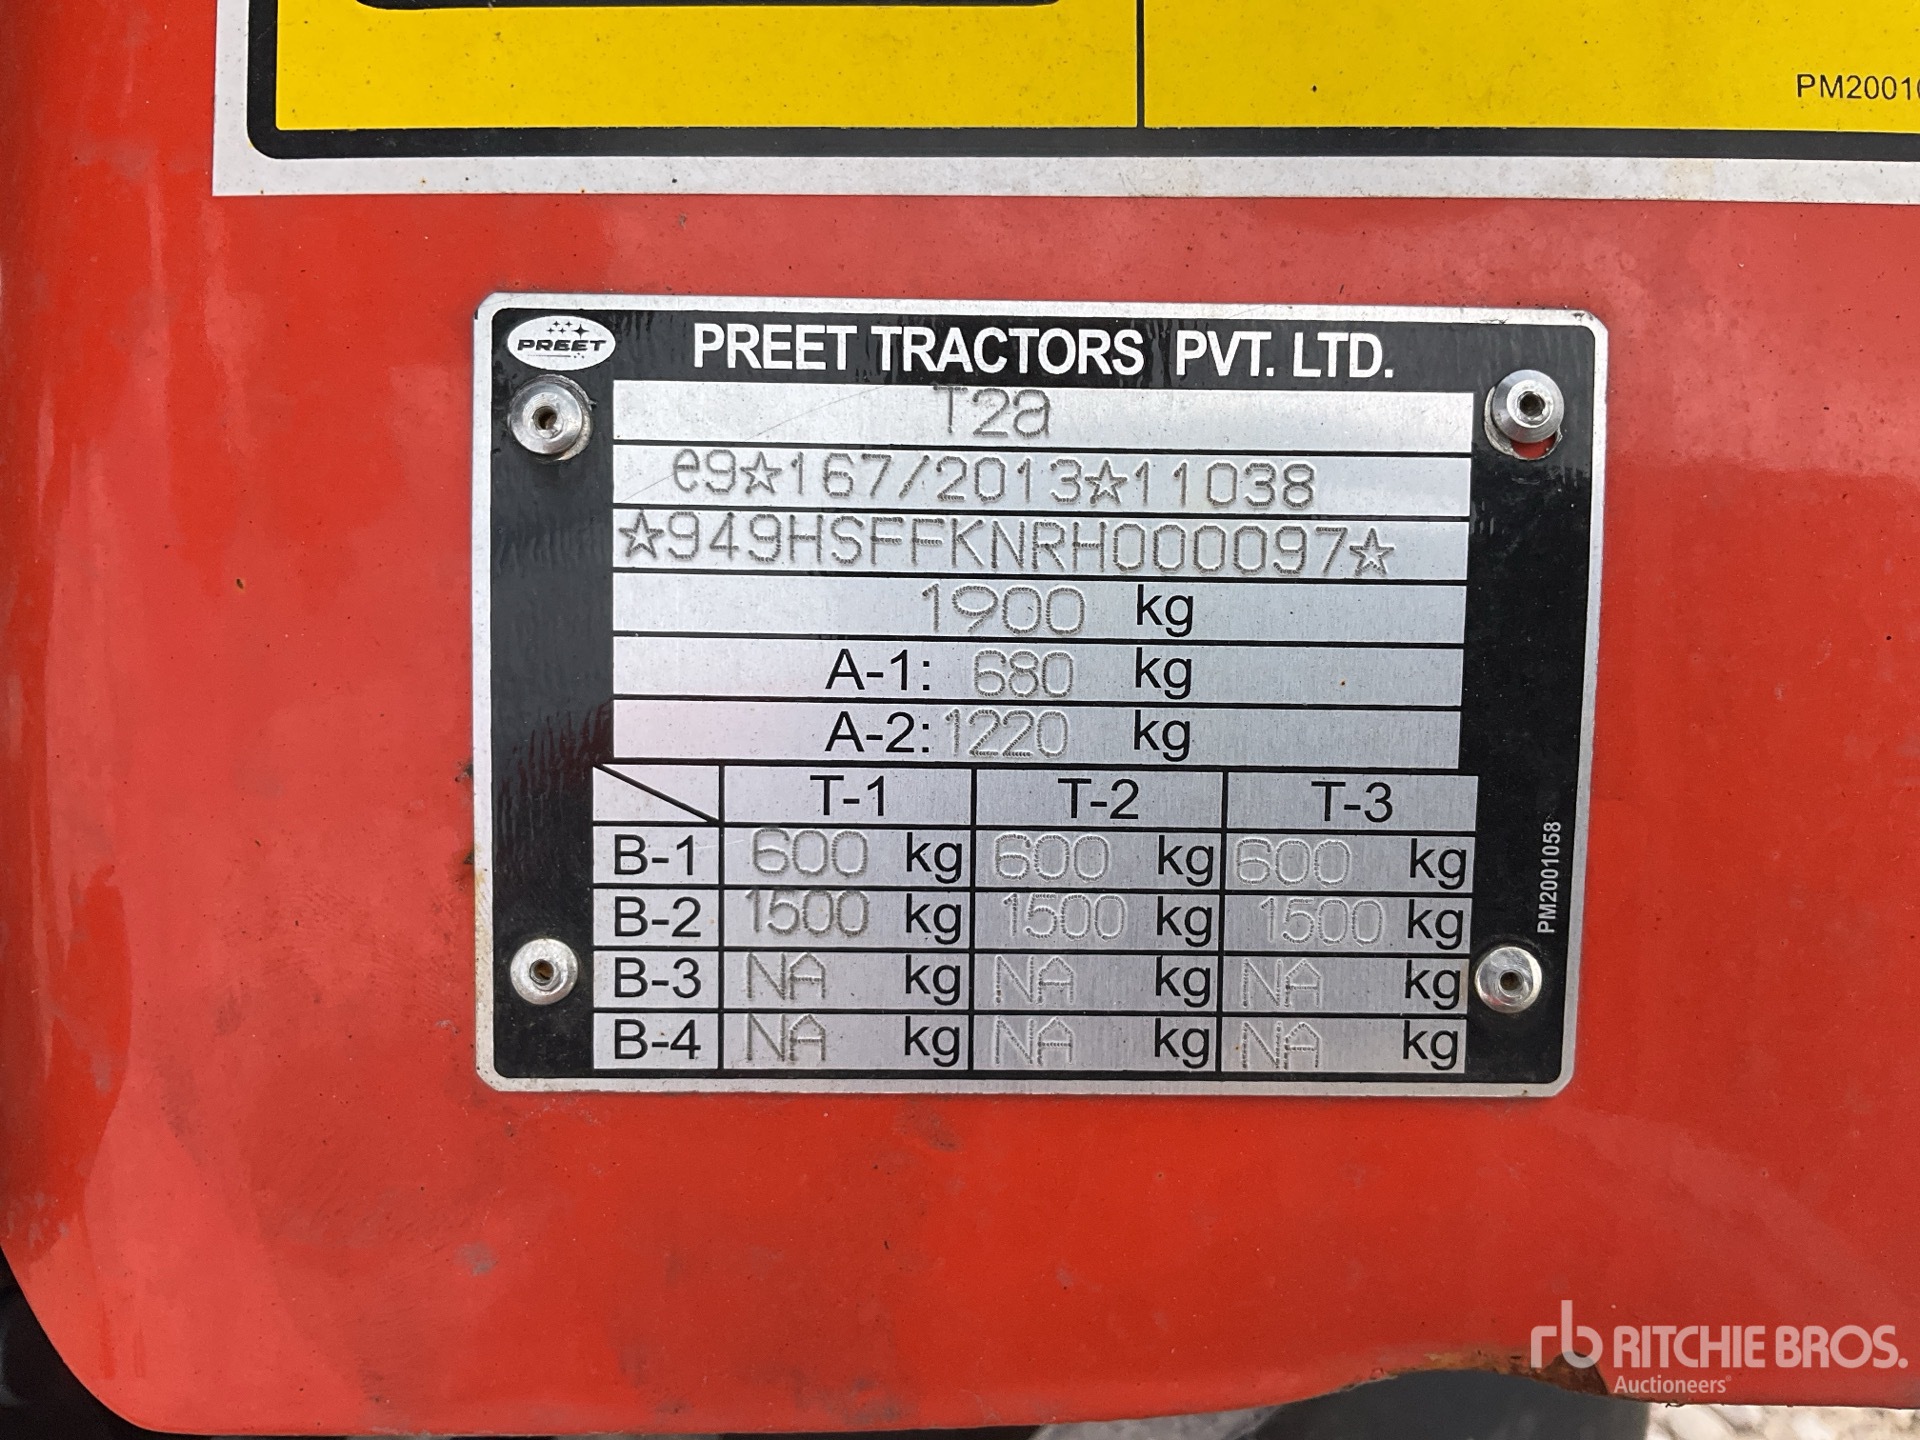 PM20010
PREET
PREET TRACTORS PVT. LTD.
T2a
e9☆167/2013☆11038
☆949HSFFKNRH000097☆
1900 kg
A-1: 680 kg
A-2: 1220 kg
T-1 T-2 T-3
B-1 600 kg 600 kg 600 kg
B-2 1500 kg 1500 kg 1500 kg
B-3 NA kg NA kg NA kg
B-4 NA kg NA kg NA kg
PM2001058
rb RITCHIE BROS.
Auctioneers